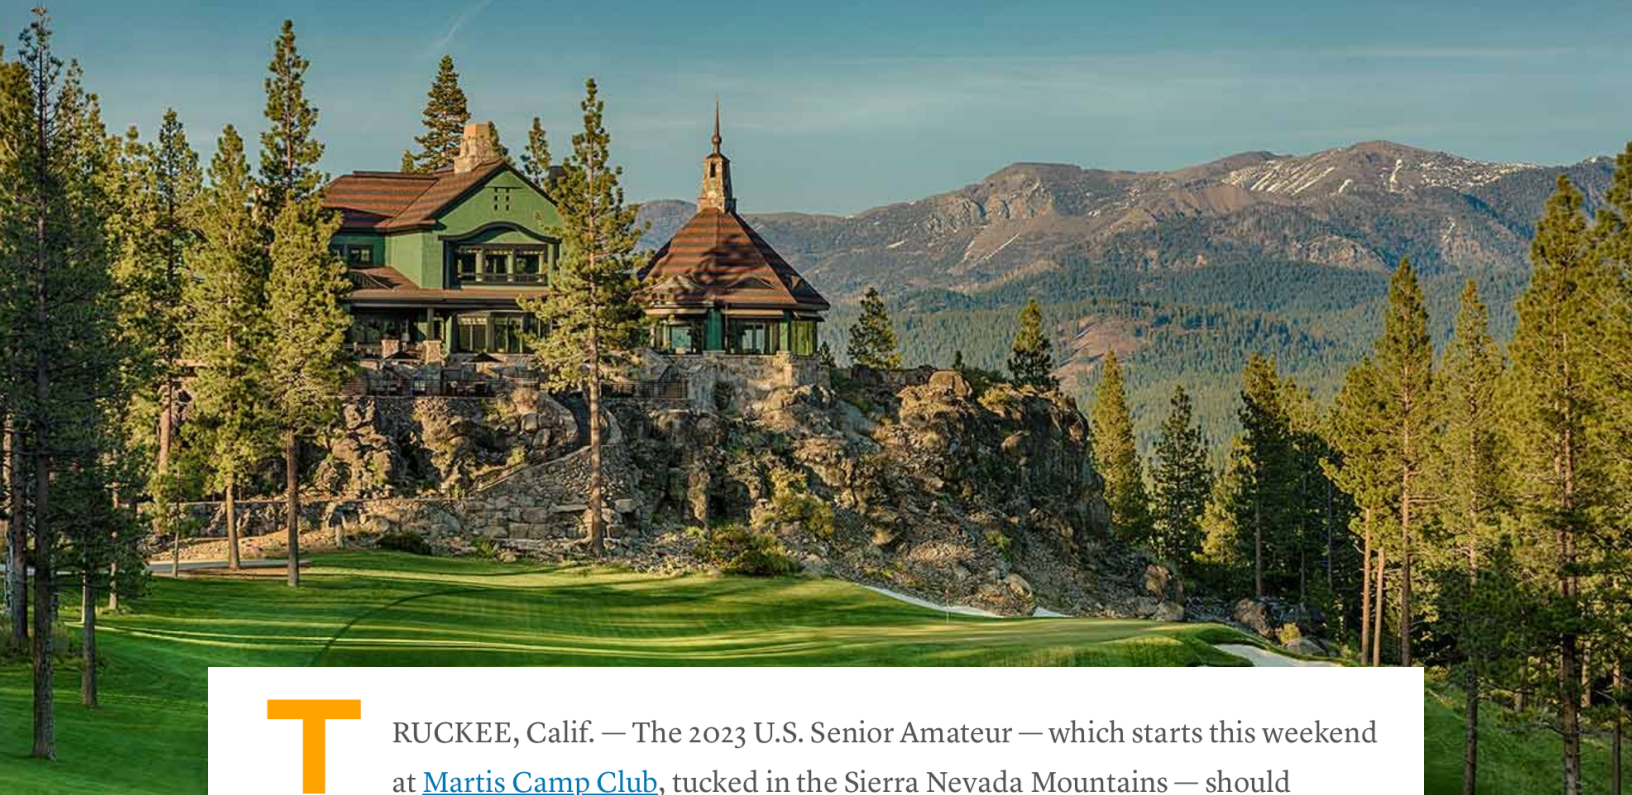 TRUCKEE, Calif. — The 2023 U.S. Senior Amateur — which starts this weekend
at Martis Camp Club, tucked in the Sierra Nevada Mountains — should